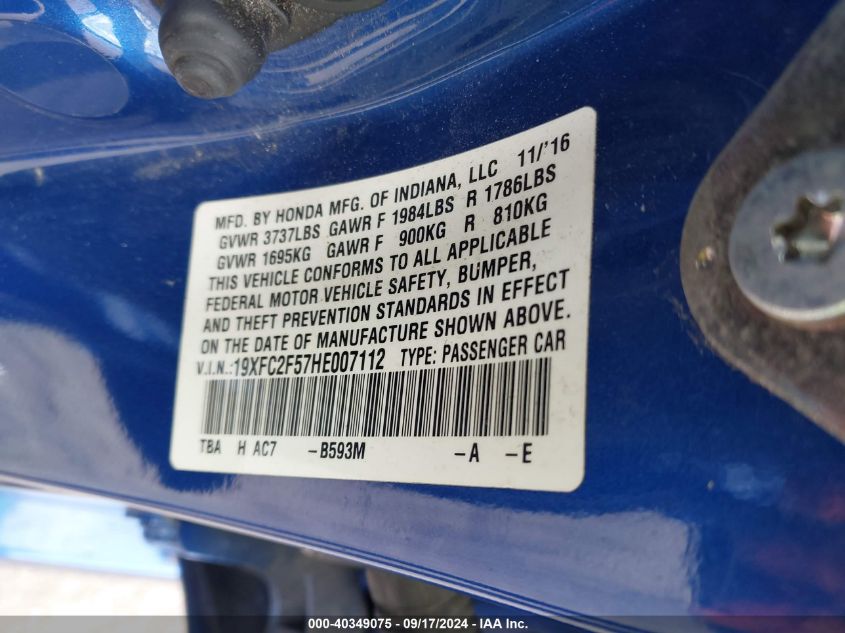 MFD. BY HONDA MFG. OF INDIANA, LLC 11/'16
GVWR 3737LBS GAWR F 1984LBS R 1786LBS
GVWR 1695KG GAWR F 900KG R 810KG
THIS VEHICLE CONFORMS TO ALL APPLICABLE
FEDERAL MOTOR VEHICLE SAFETY, BUMPER,
AND THEFT PREVENTION STANDARDS IN EFFECT
ON THE DATE OF MANUFACTURE SHOWN ABOVE.
V.I.N.:19XFC2F57HE007112 TYPE: PASSENGER CAR
TBA H AC7 -B593M -A -E
000-40349075 - 09/17/2024 - IAA Inc.